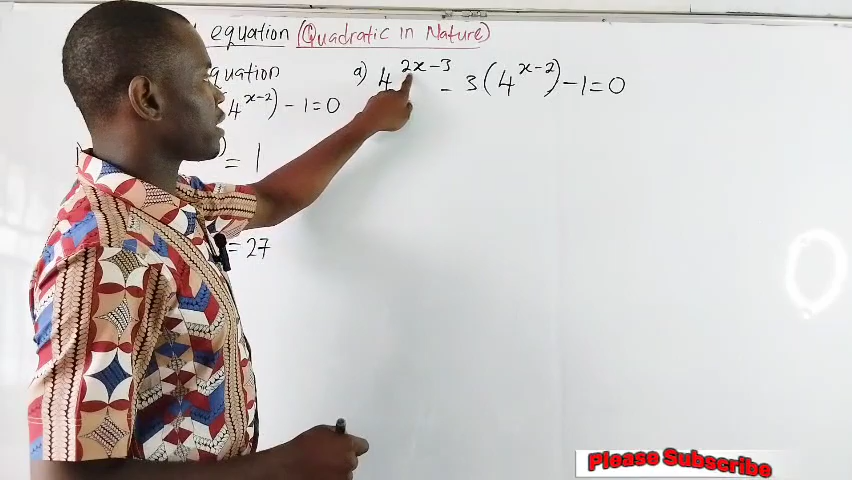 equation (Quadratic in Nature)
quation
4^{x-2}) - 1 = 0
) = 1
= 27
a) 4^{2x-3} - 3(4^{x-2}) - 1 = 0
Please Subscribe